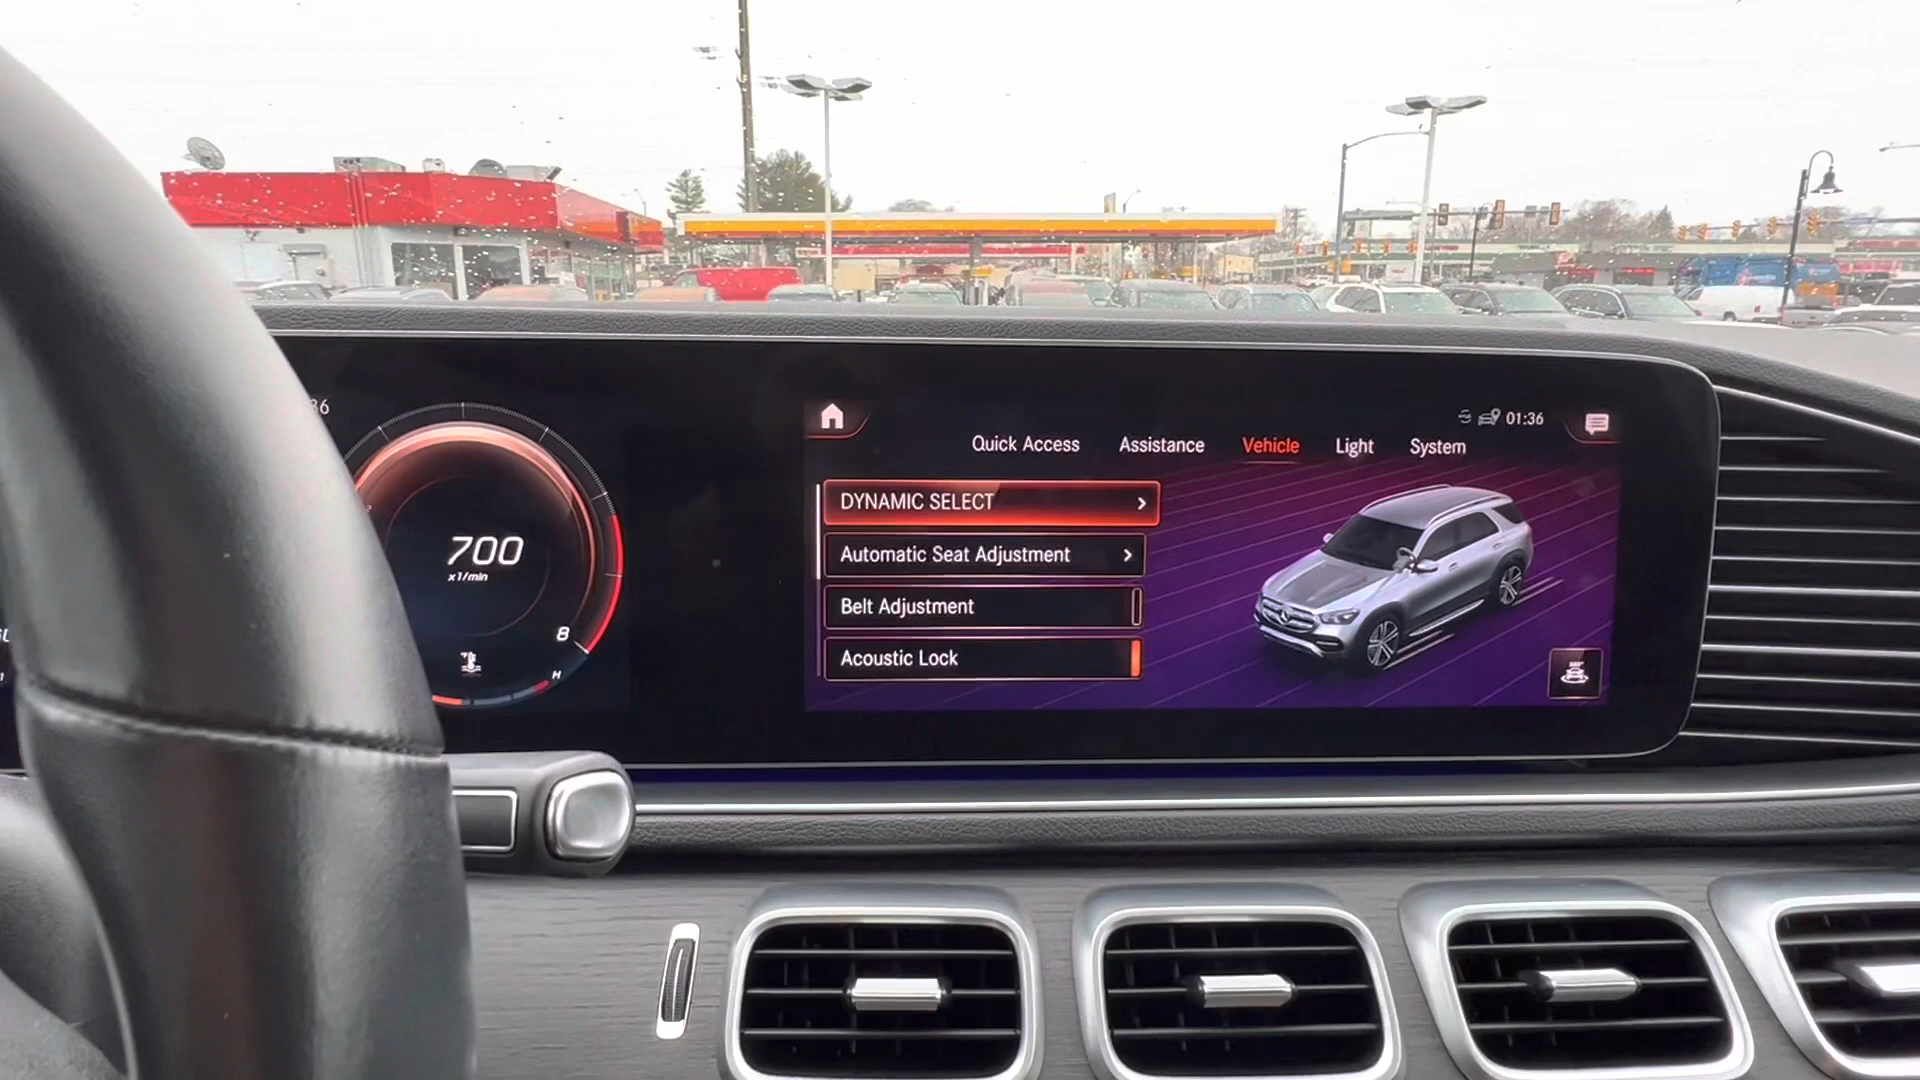 36
01:36
Quick Access Assistance Vehicle Light System
DYNAMIC SELECT
Automatic Seat Adjustment
Belt Adjustment
Acoustic Lock
700
x1/min
8
H
360°